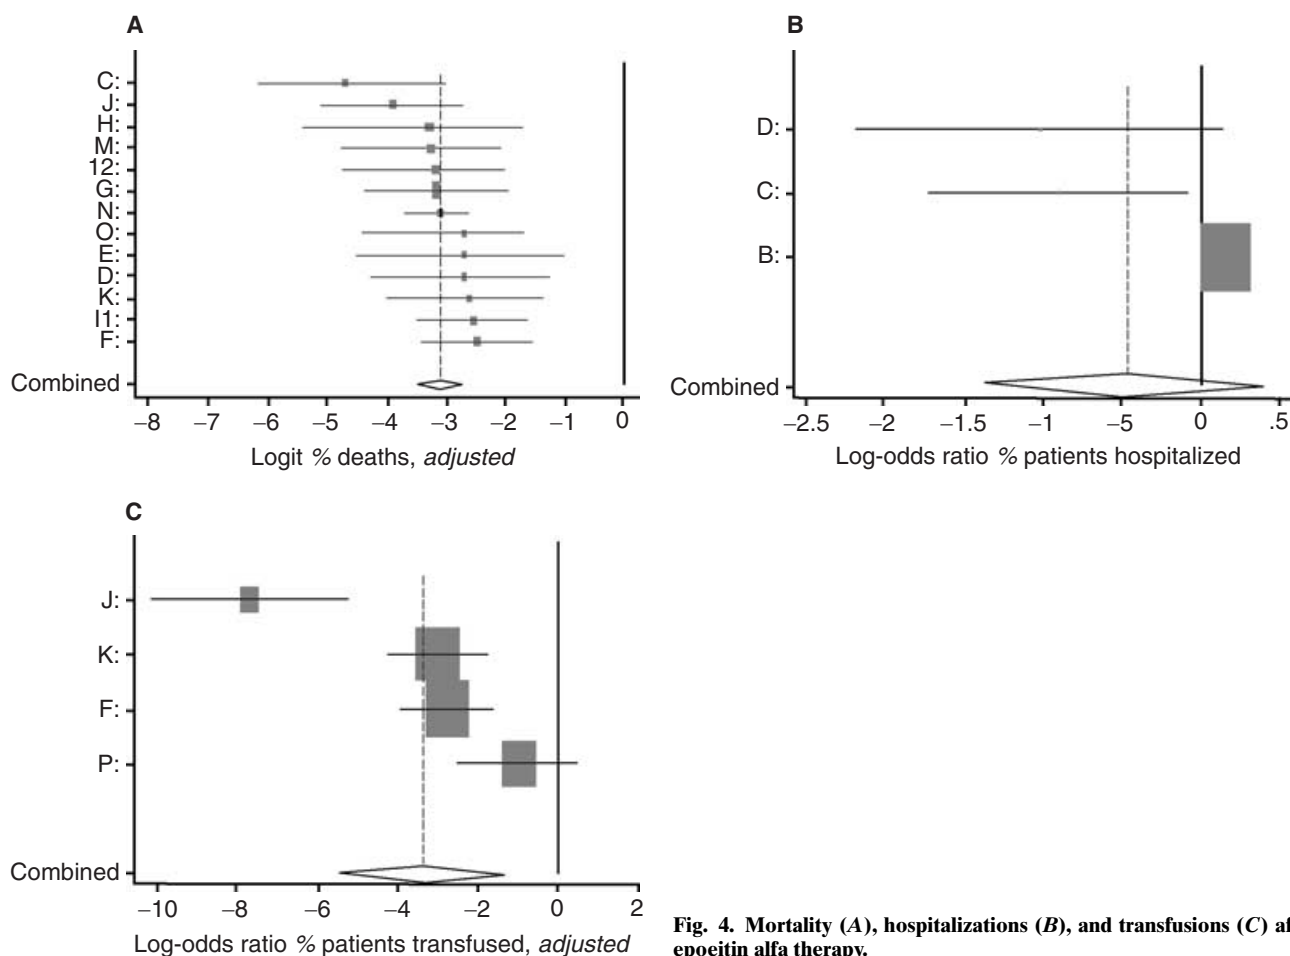 A
C:
J:
H:
M:
12:
G:
N:
O:
E:
D:
K:
I1:
F:
Combined
–8 –7 –6 –5 –4 –3 –2 –1 0
Logit % deaths, adjusted
B
D:
C:
B:
Combined
–2.5 –2 –1.5 –1 –5 0 .5
Log-odds ratio % patients hospitalized
C
J:
K:
F:
P:
Combined
–10 –8 –6 –4 –2 0 2
Log-odds ratio % patients transfused, adjusted
Fig. 4. Mortality (A), hospitalizations (B), and transfusions (C) af
epoeitin alfa therapy.